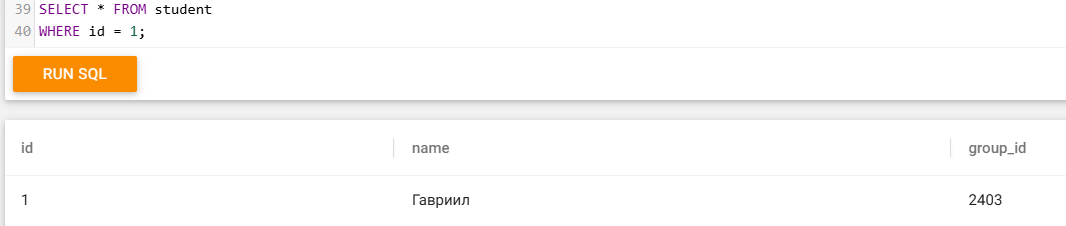 39 SELECT * FROM student
40 WHERE id = 1;
RUN SQL
id name group_id
1 Гавриил 2403